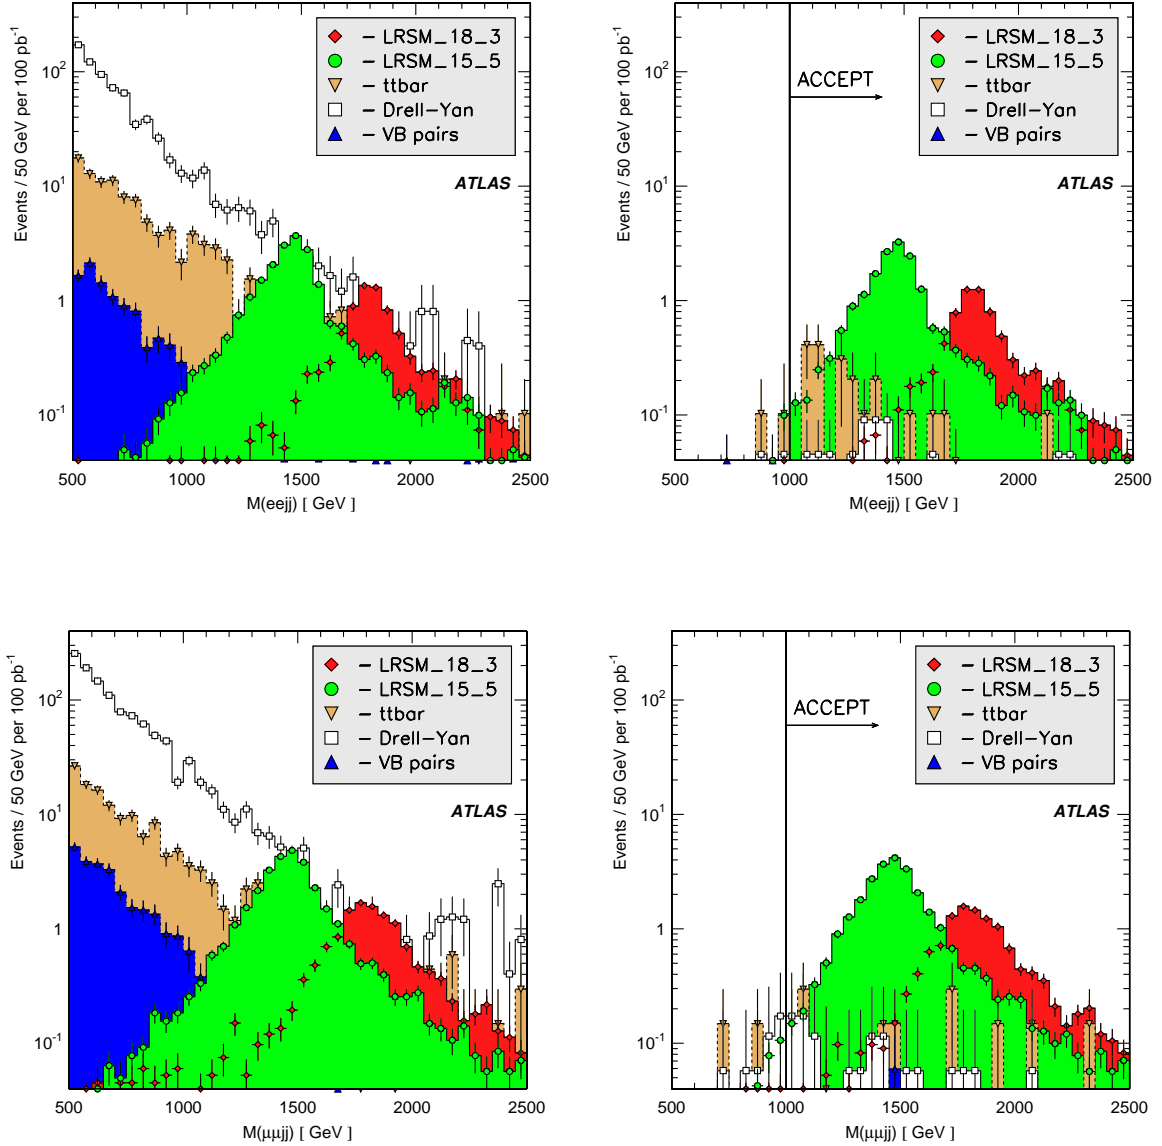 Events / 50 GeV per 100 pb⁻¹
10²
10
1
10⁻¹
– LRSM_18_3
– LRSM_15_5
– ttbar
– Drell-Yan
– VB pairs
ATLAS
500 1000 1500 2000 2500
M(eejj) [ GeV ]
Events / 50 GeV per 100 pb⁻¹
10²
10
1
10⁻¹
ACCEPT
– LRSM_18_3
– LRSM_15_5
– ttbar
– Drell-Yan
– VB pairs
ATLAS
500 1000 1500 2000 2500
M(eejj) [ GeV ]
Events / 50 GeV per 100 pb⁻¹
10²
10
1
10⁻¹
– LRSM_18_3
– LRSM_15_5
– ttbar
– Drell-Yan
– VB pairs
ATLAS
500 1000 1500 2000 2500
M(μμjj) [ GeV ]
Events / 50 GeV per 100 pb⁻¹
10²
10
1
10⁻¹
ACCEPT
– LRSM_18_3
– LRSM_15_5
– ttbar
– Drell-Yan
– VB pairs
ATLAS
500 1000 1500 2000 2500
M(μμjj) [ GeV ]